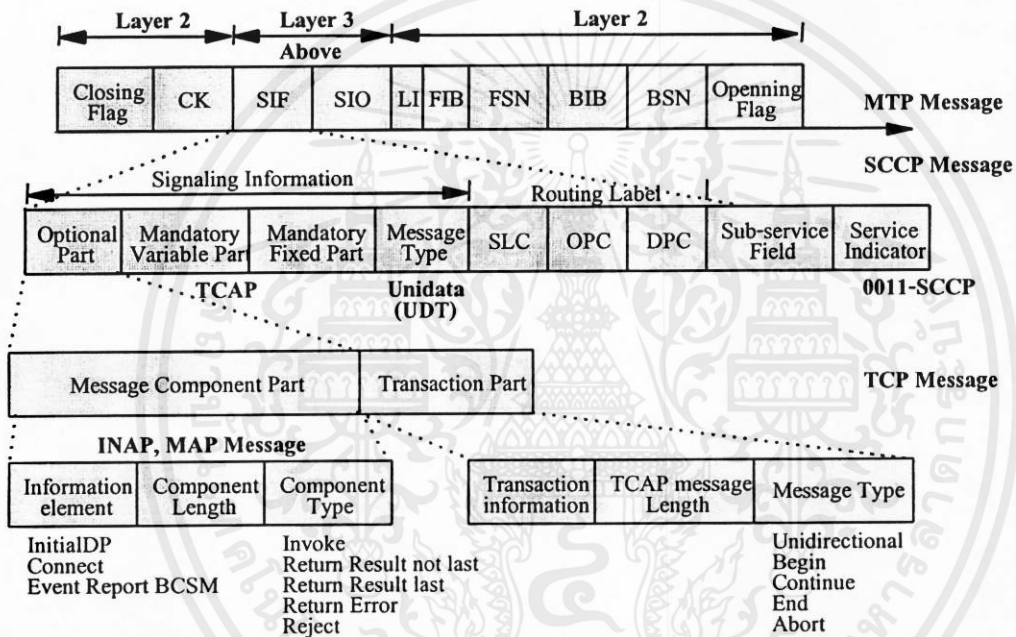 Layer 2
Layer 3
Layer 2
Above
Closing
Flag
CK
SIF
SIO
LI
FIB
FSN
BIB
BSN
Openning
Flag
MTP Message
SCCP Message
Signaling Information
Routing Label
Optional
Part
Mandatory
Variable Part
Mandatory
Fixed Part
Message
Type
SLC
OPC
DPC
Sub-service
Field
Service
Indicator
TCAP
Unidata
(UDT)
0011-SCCP
Message Component Part
Transaction Part
TCP Message
INAP, MAP Message
Information
element
Component
Length
Component
Type
Transaction
information
TCAP message
Length
Message Type
InitialDP
Connect
Event Report BCSM
Invoke
Return Result not last
Return Result last
Return Error
Reject
Unidirectional
Begin
Continue
End
Abort